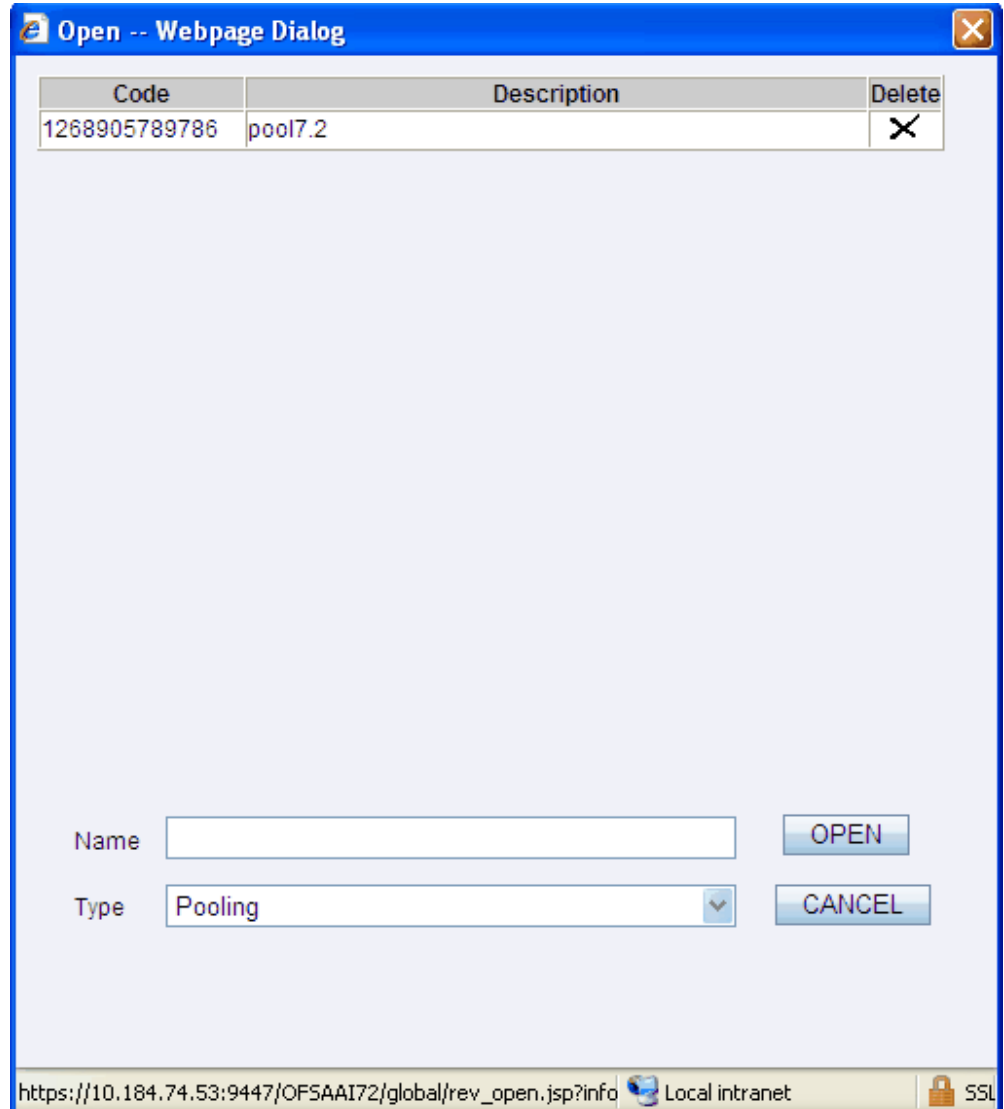 Open -- Webpage Dialog
Code Description Delete
1268905789786 pool7.2
Name OPEN
Type Pooling CANCEL
https://10.184.74.53:9447/OFSAAI72/global/rev_open.jsp?info Local intranet SSL